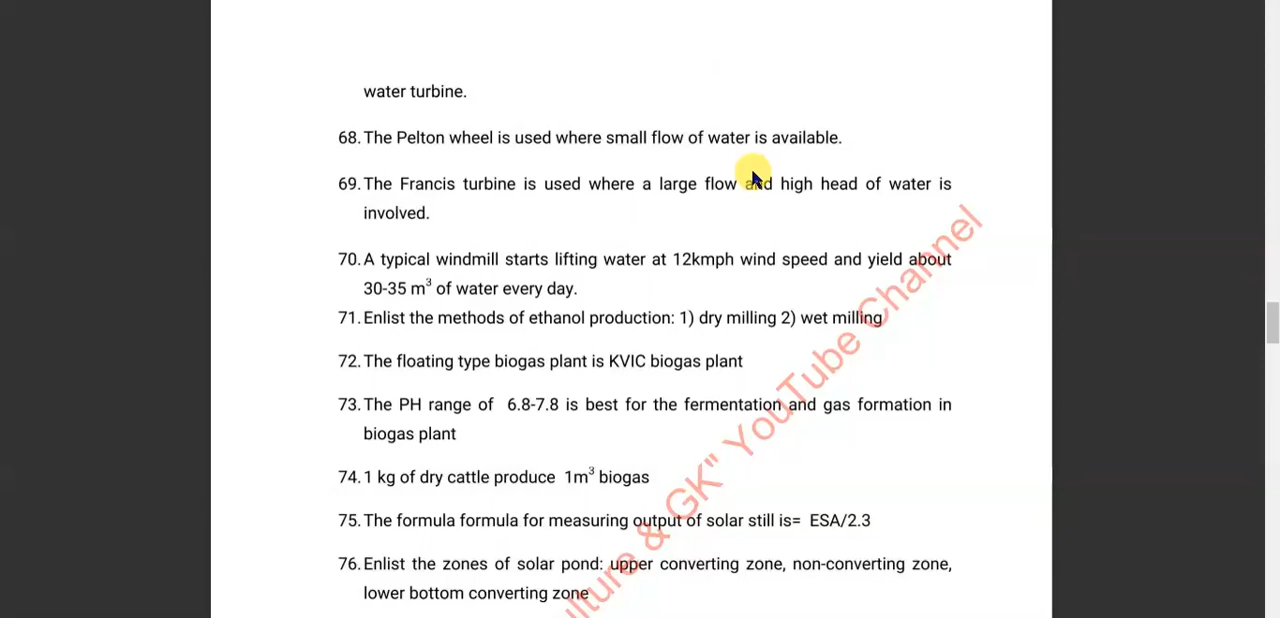 water turbine.
68. The Pelton wheel is used where small flow of water is available.
69. The Francis turbine is used where a large flow and high head of water is
involved.
70. A typical windmill starts lifting water at 12kmph wind speed and yield about
30-35 m³ of water every day.
71. Enlist the methods of ethanol production: 1) dry milling 2) wet milling
72. The floating type biogas plant is KVIC biogas plant
73. The PH range of 6.8-7.8 is best for the fermentation and gas formation in
biogas plant
74. 1 kg of dry cattle produce 1m³ biogas
75. The formula formula for measuring output of solar still is= ESA/2.3
76. Enlist the zones of solar pond: upper converting zone, non-converting zone,
lower bottom converting zone
& GK" YouTube Channel